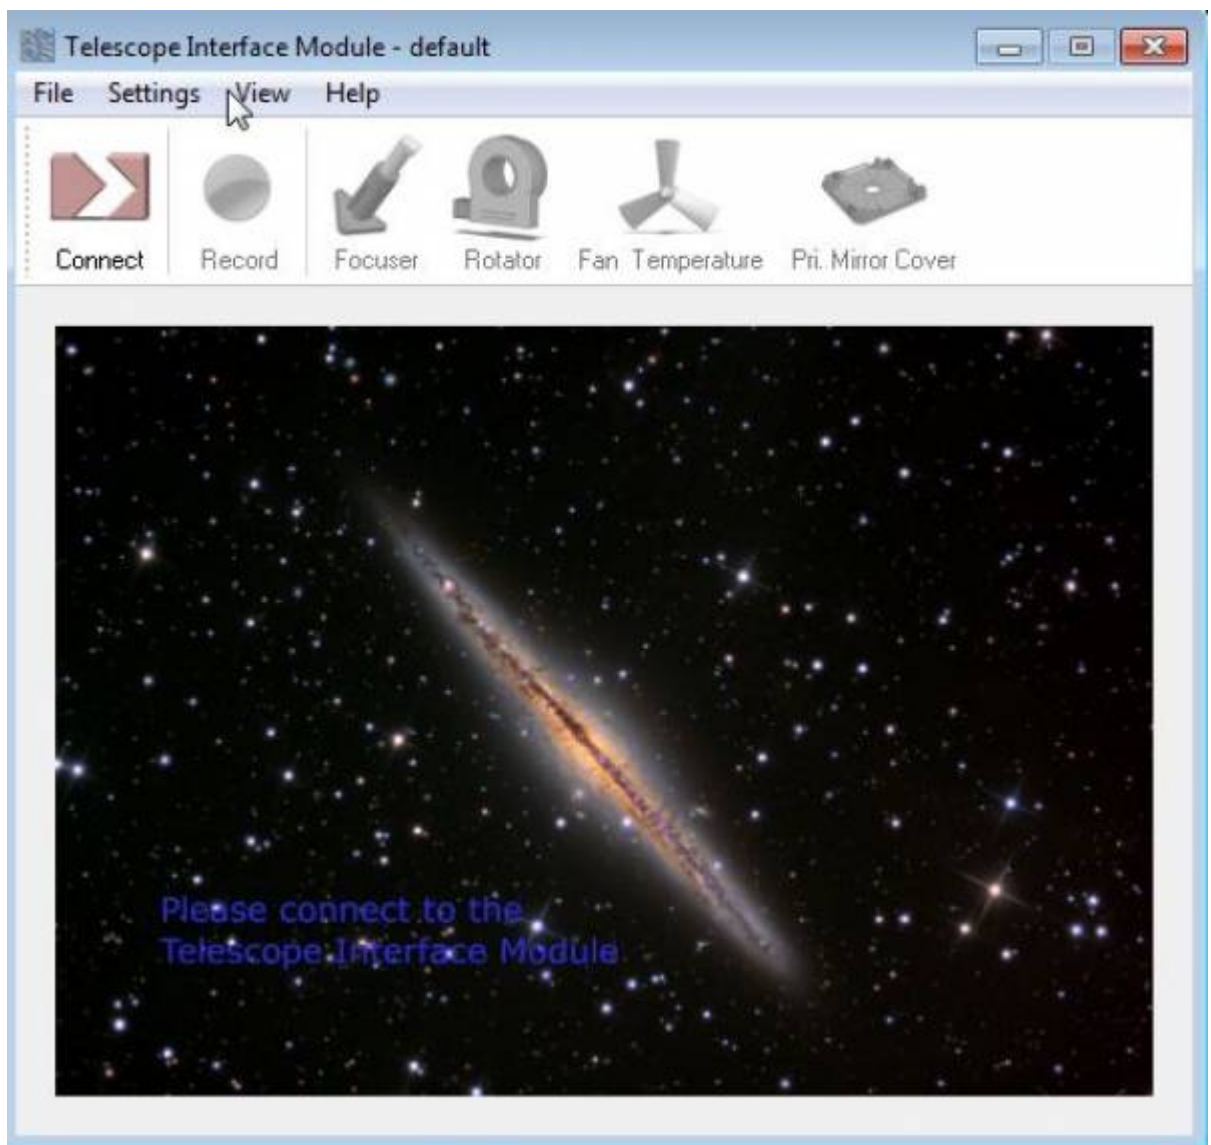 Telescope Interface Module - default
File Settings View Help
Connect Record Focuser Rotator Fan Temperature Pri. Mirror Cover
Please connect to the
Telescope Interface Module